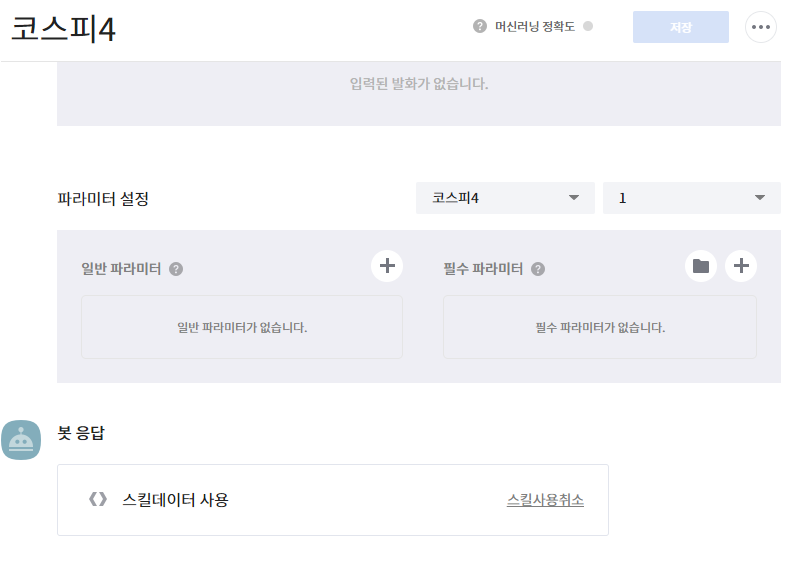 코스피4
? 머신러닝 정확도
저장
입력된 발화가 없습니다.
파라미터 설정
코스피4
1
일반 파라미터 ?
필수 파라미터 ?
일반 파라미터가 없습니다.
필수 파라미터가 없습니다.
봇 응답
스킬데이터 사용
스킬사용취소